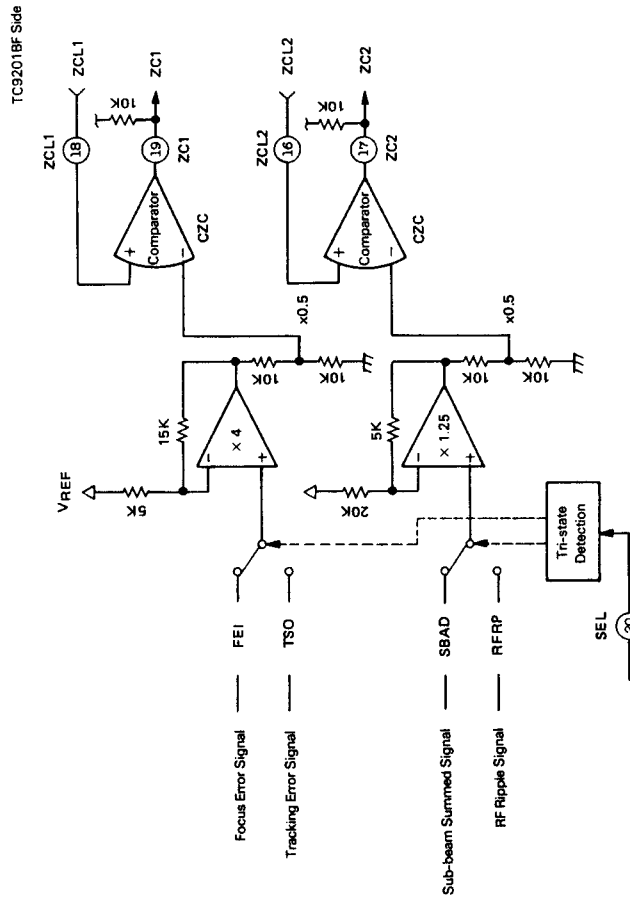 TC9201BF Side
ZCL1
18
ZCL1
10K
ZC1
19
ZC1
+
Comparator
−
CZC
x0.5
VREF
5K
15K
−
× 4
+
10K
10K
Focus Error Signal
FEI
Tracking Error Signal
TSO
ZCL2
16
ZCL2
10K
ZC2
17
ZC2
+
Comparator
−
CZC
x0.5
20K
5K
−
× 1.25
+
10K
10K
Sub-beam Summed Signal
SBAD
RF Ripple Signal
RFRP
Tri-state
Detection
SEL